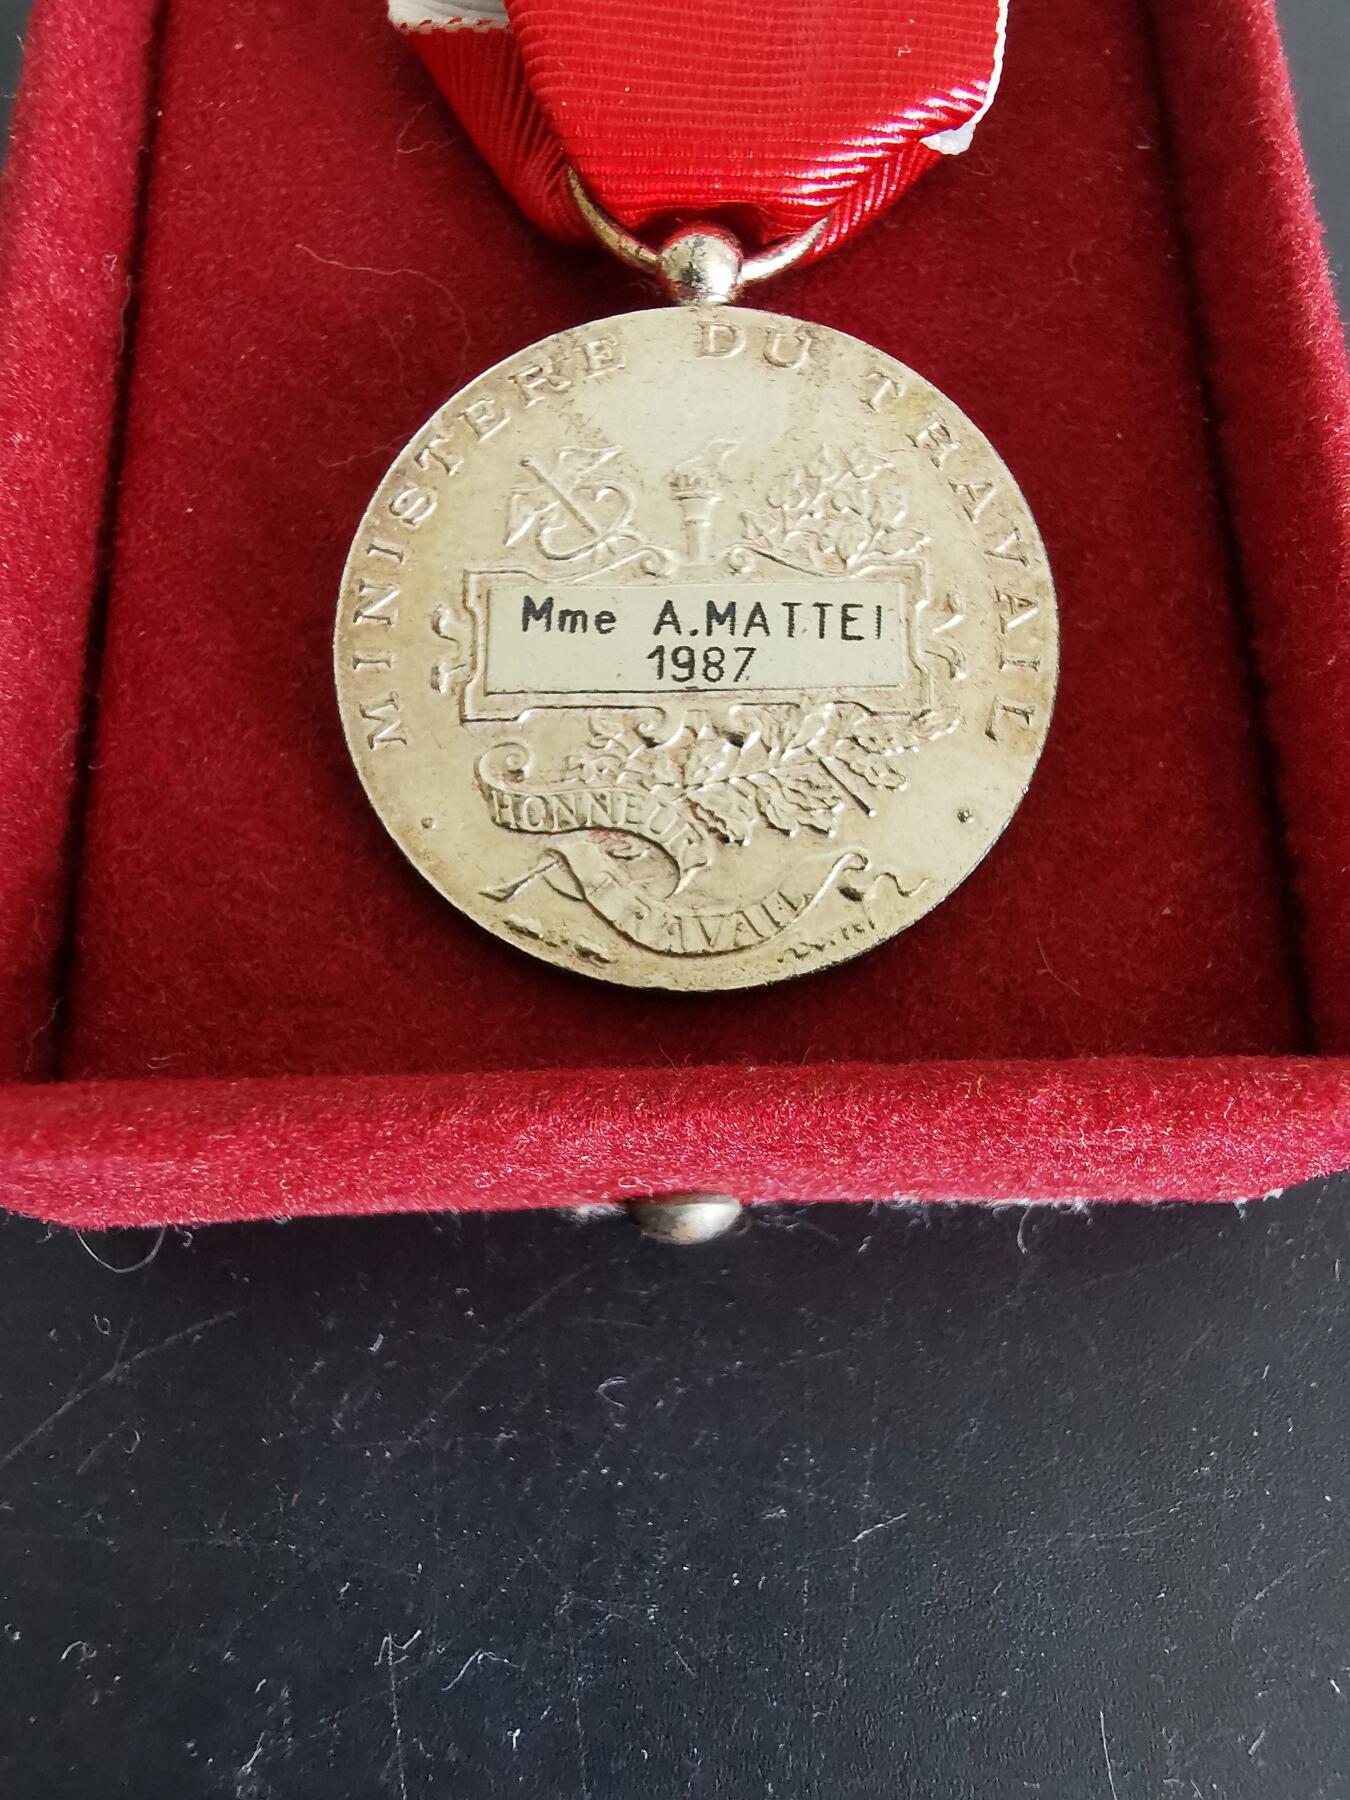 MINISTERE DU TRAVAIL
Mme A.MATTEI
1987
HONNEUR
TRAVAIL